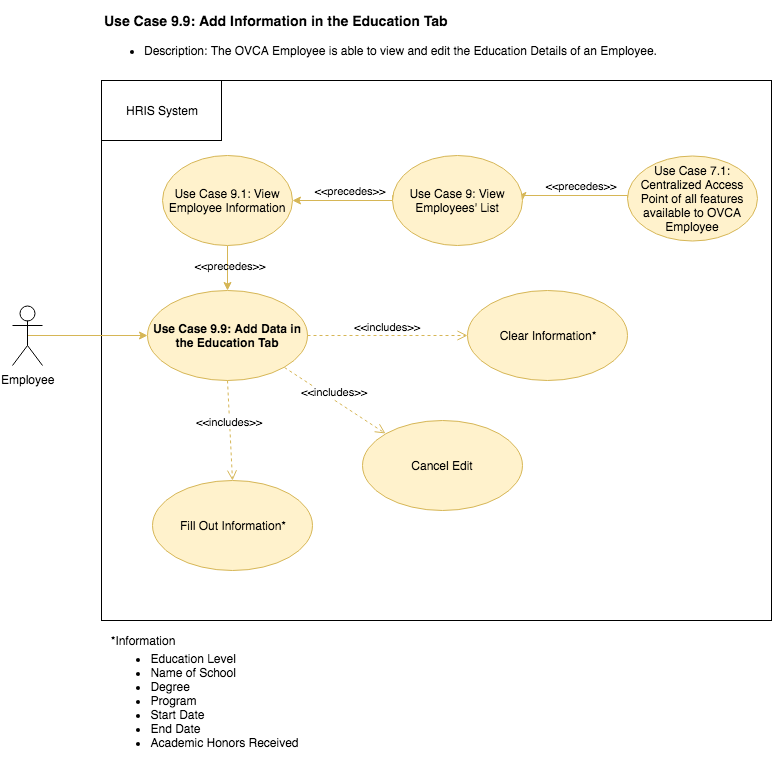 Use Case 9.9: Add Information in the Education Tab
• Description: The OVCA Employee is able to view and edit the Education Details of an Employee.
HRIS System
Use Case 9.1: View
Employee Information
<<precedes>>
Use Case 9: View
Employees' List
<<precedes>>
Use Case 7.1:
Centralized Access
Point of all features
available to OVCA
Employee
<<precedes>>
Employee
Use Case 9.9: Add Data in
the Education Tab
<<includes>>
Clear Information*
<<includes>>
<<includes>>
Cancel Edit
Fill Out Information*
*Information
• Education Level
• Name of School
• Degree
• Program
• Start Date
• End Date
• Academic Honors Received